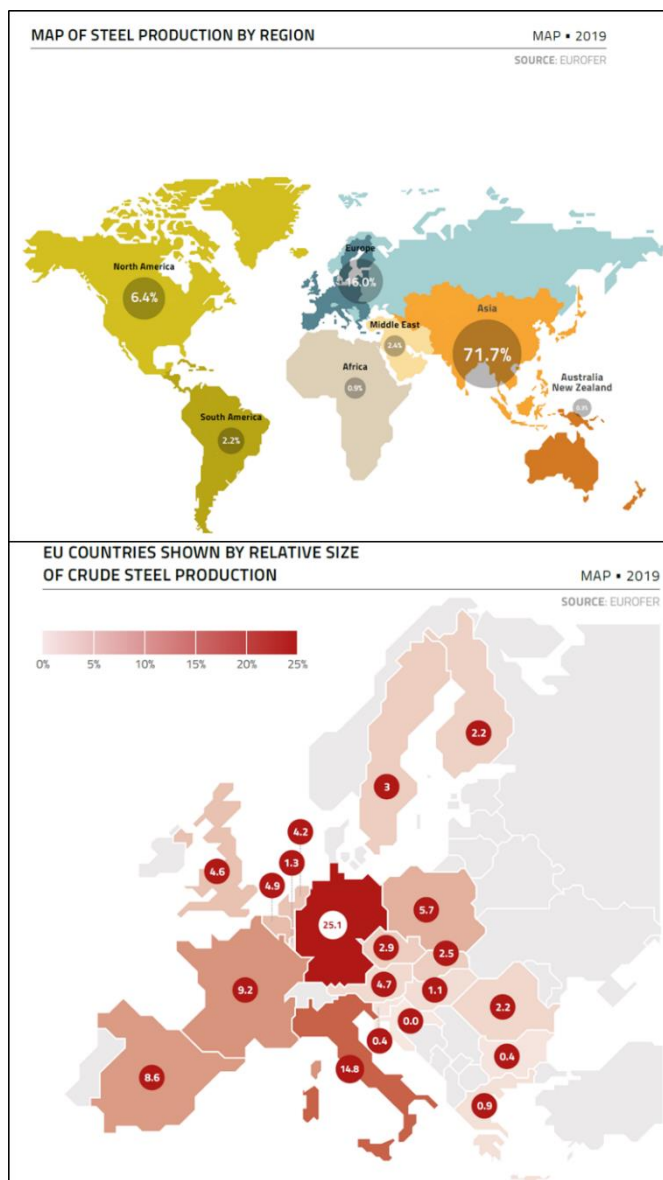 MAP OF STEEL PRODUCTION BY REGION
MAP ▪ 2019
SOURCE: EUROFER
Europe
North America
16.0%
6.4%
Asia
Middle East
2.4%
71.7%
Africa
0.9%
Australia
New Zealand
South America
2.2%
EU COUNTRIES SHOWN BY RELATIVE SIZE
OF CRUDE STEEL PRODUCTION
MAP ▪ 2019
SOURCE: EUROFER
0% 5% 10% 15% 20% 25%
2.2
3
4.2
1.3
4.6
4.9
5.7
25.1
2.9
2.5
4.7
1.1
9.2
2.2
0.0
0.4
0.4
14.8
8.6
0.9